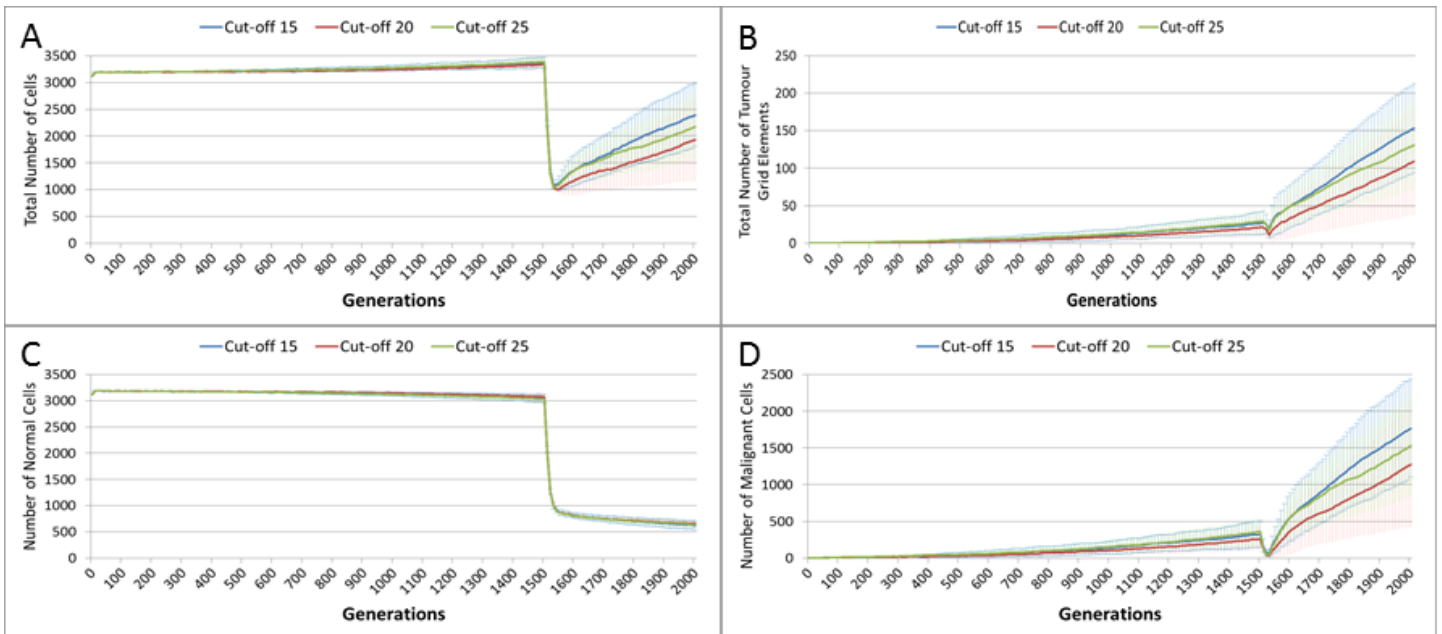 A
Cut-off 15 Cut-off 20 Cut-off 25
Total Number of Cells
3500
3000
2500
2000
1500
1000
500
0
0 100 200 300 400 500 600 700 800 900 1000 1100 1200 1300 1400 1500 1600 1700 1800 1900 2000
Generations
B
Cut-off 15 Cut-off 20 Cut-off 25
Total Number of Tumour
Grid Elements
250
200
150
100
50
0
0 100 200 300 400 500 600 700 800 900 1000 1100 1200 1300 1400 1500 1600 1700 1800 1900 2000
Generations
C
Cut-off 15 Cut-off 20 Cut-off 25
Number of Normal Cells
3500
3000
2500
2000
1500
1000
500
0
0 100 200 300 400 500 600 700 800 900 1000 1100 1200 1300 1400 1500 1600 1700 1800 1900 2000
Generations
D
Cut-off 15 Cut-off 20 Cut-off 25
Number of Malignant Cells
2500
2000
1500
1000
500
0
0 100 200 300 400 500 600 700 800 900 1000 1100 1200 1300 1400 1500 1600 1700 1800 1900 2000
Generations